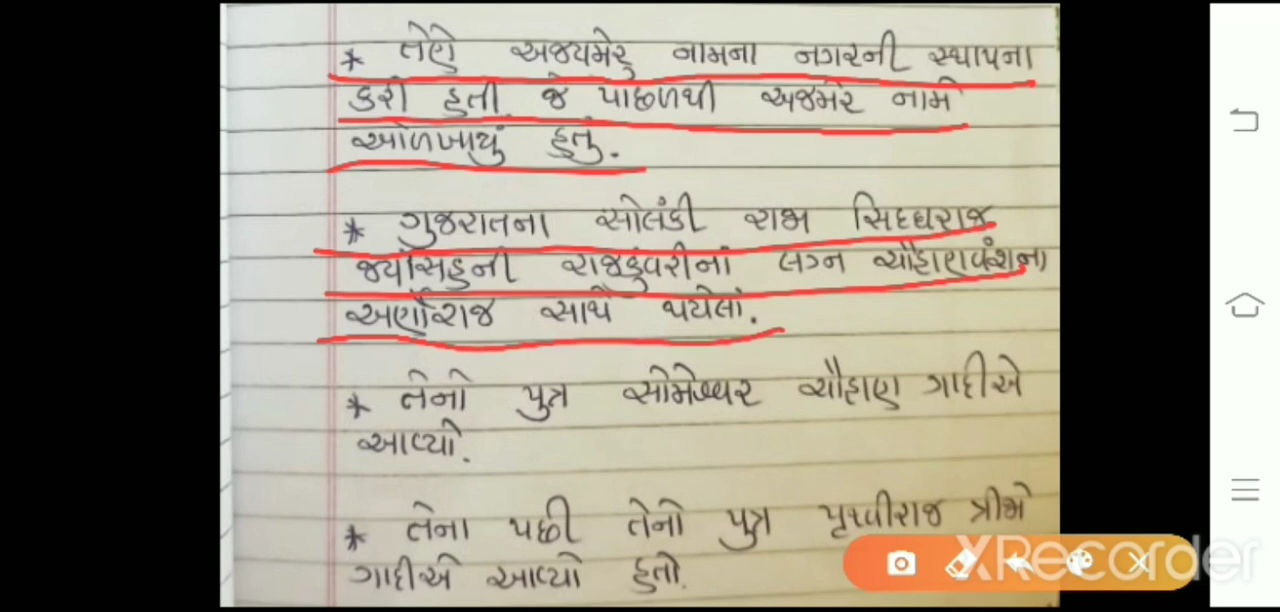 * તેણે અજયમેરુ નામના નગરની સ્થાપના
કરી હતી. જે પાછળથી અજમેર નામે
ઓળખાયું હતું.
* ગુજરાતના સોલંકી રાજા સિધ્ધરાજ
જયસિંહની રાજકુંવરીનાં લગ્ન ચૌહાણવંશના
અર્ણોરાજ સાથે થયેલાં.
* તેનો પુત્ર સોમેશ્વર ચૌહાણ ગાદીએ
આવ્યો.
* તેના પછી તેનો પુત્ર પૃથ્વીરાજ ત્રીજો
ગાદીએ આવ્યો હતો.
XRecorder